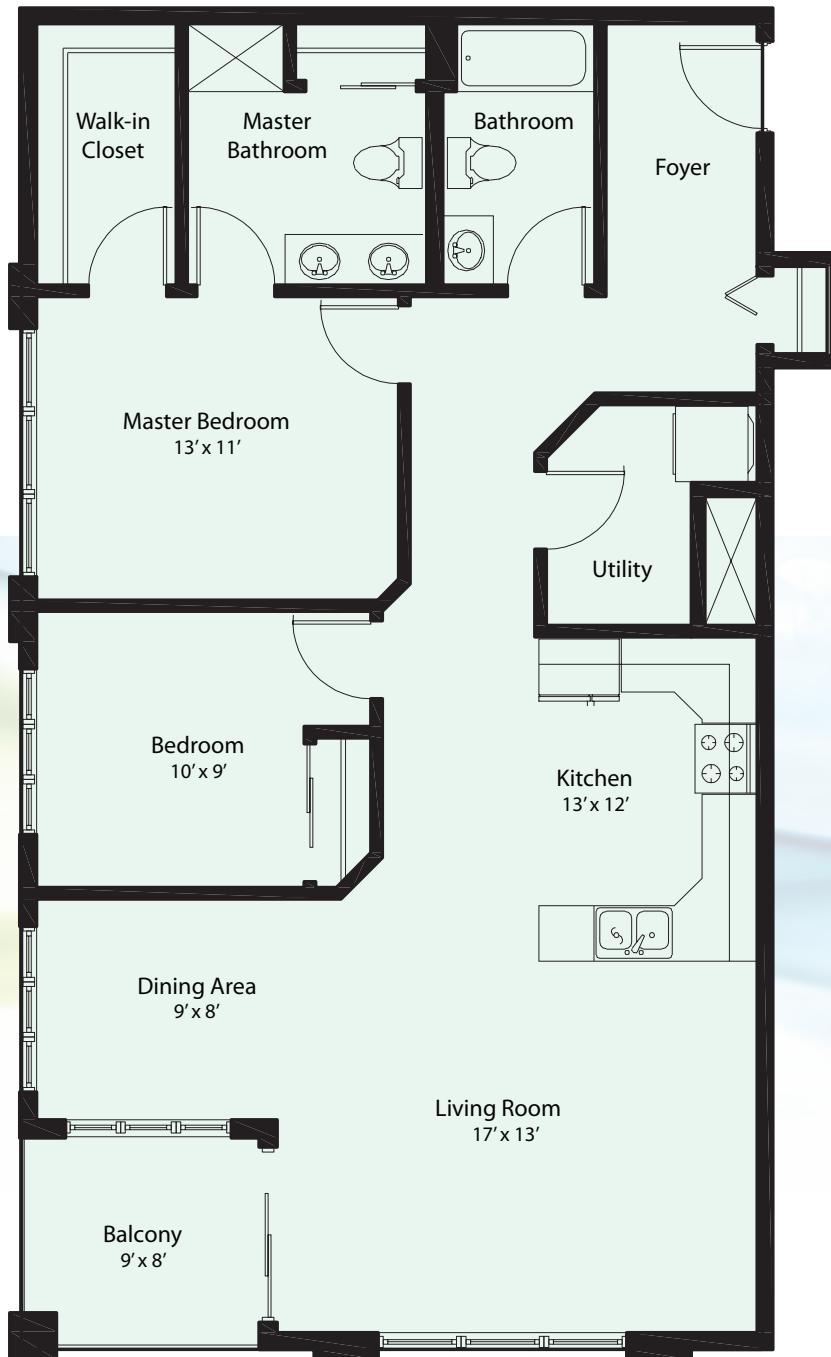 Walk-in
Closet
Master
Bathroom
Bathroom
Foyer
Master Bedroom
13’ x 11’
Utility
Bedroom
10’ x 9’
Kitchen
13’ x 12’
Dining Area
9’ x 8’
Living Room
17’ x 13’
Balcony
9’ x 8’